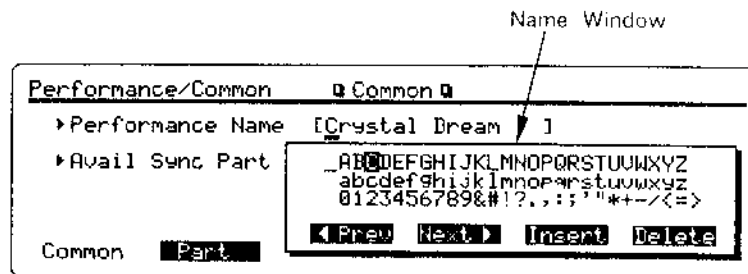 Name Window
Performance/Common Common
Performance Name [Crystal Dream ]
Avail Sync Part
_ABCDEFGHIJKLMNOPQRSTUVWXYZ
abcdefghijklmnopqrstuvwxyz
0123456789&#!?.,:;'"*+-/<=>
Prev Next Insert Delete
Common Part